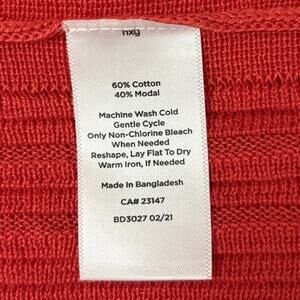 60% Cotton
40% Modal
Machine Wash Cold
Gentle Cycle
Only Non-Chlorine Bleach
When Needed
Reshape, Lay Flat To Dry
Warm Iron, If Needed
Made In Bangladesh
CA# 23147
BD3027 02/21